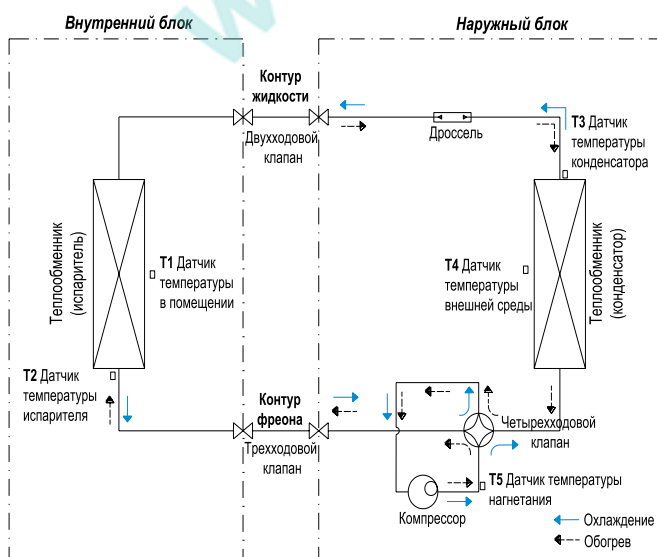 Внутренний блок
Наружный блок
Контур
жидкости
Двухходовой
клапан
Дроссель
T3 Датчик
температуры
конденсатора
Теплообменник
(испаритель)
T1 Датчик
температуры
в помещении
T4 Датчик
температуры
внешней среды
Теплообменник
(конденсатор)
T2 Датчик
температуры
испарителя
Контур
фреона
Трехходовой
клапан
Четырехходовой
клапан
T5 Датчик температуры
нагнетания
Компрессор
Охлаждение
Обогрев